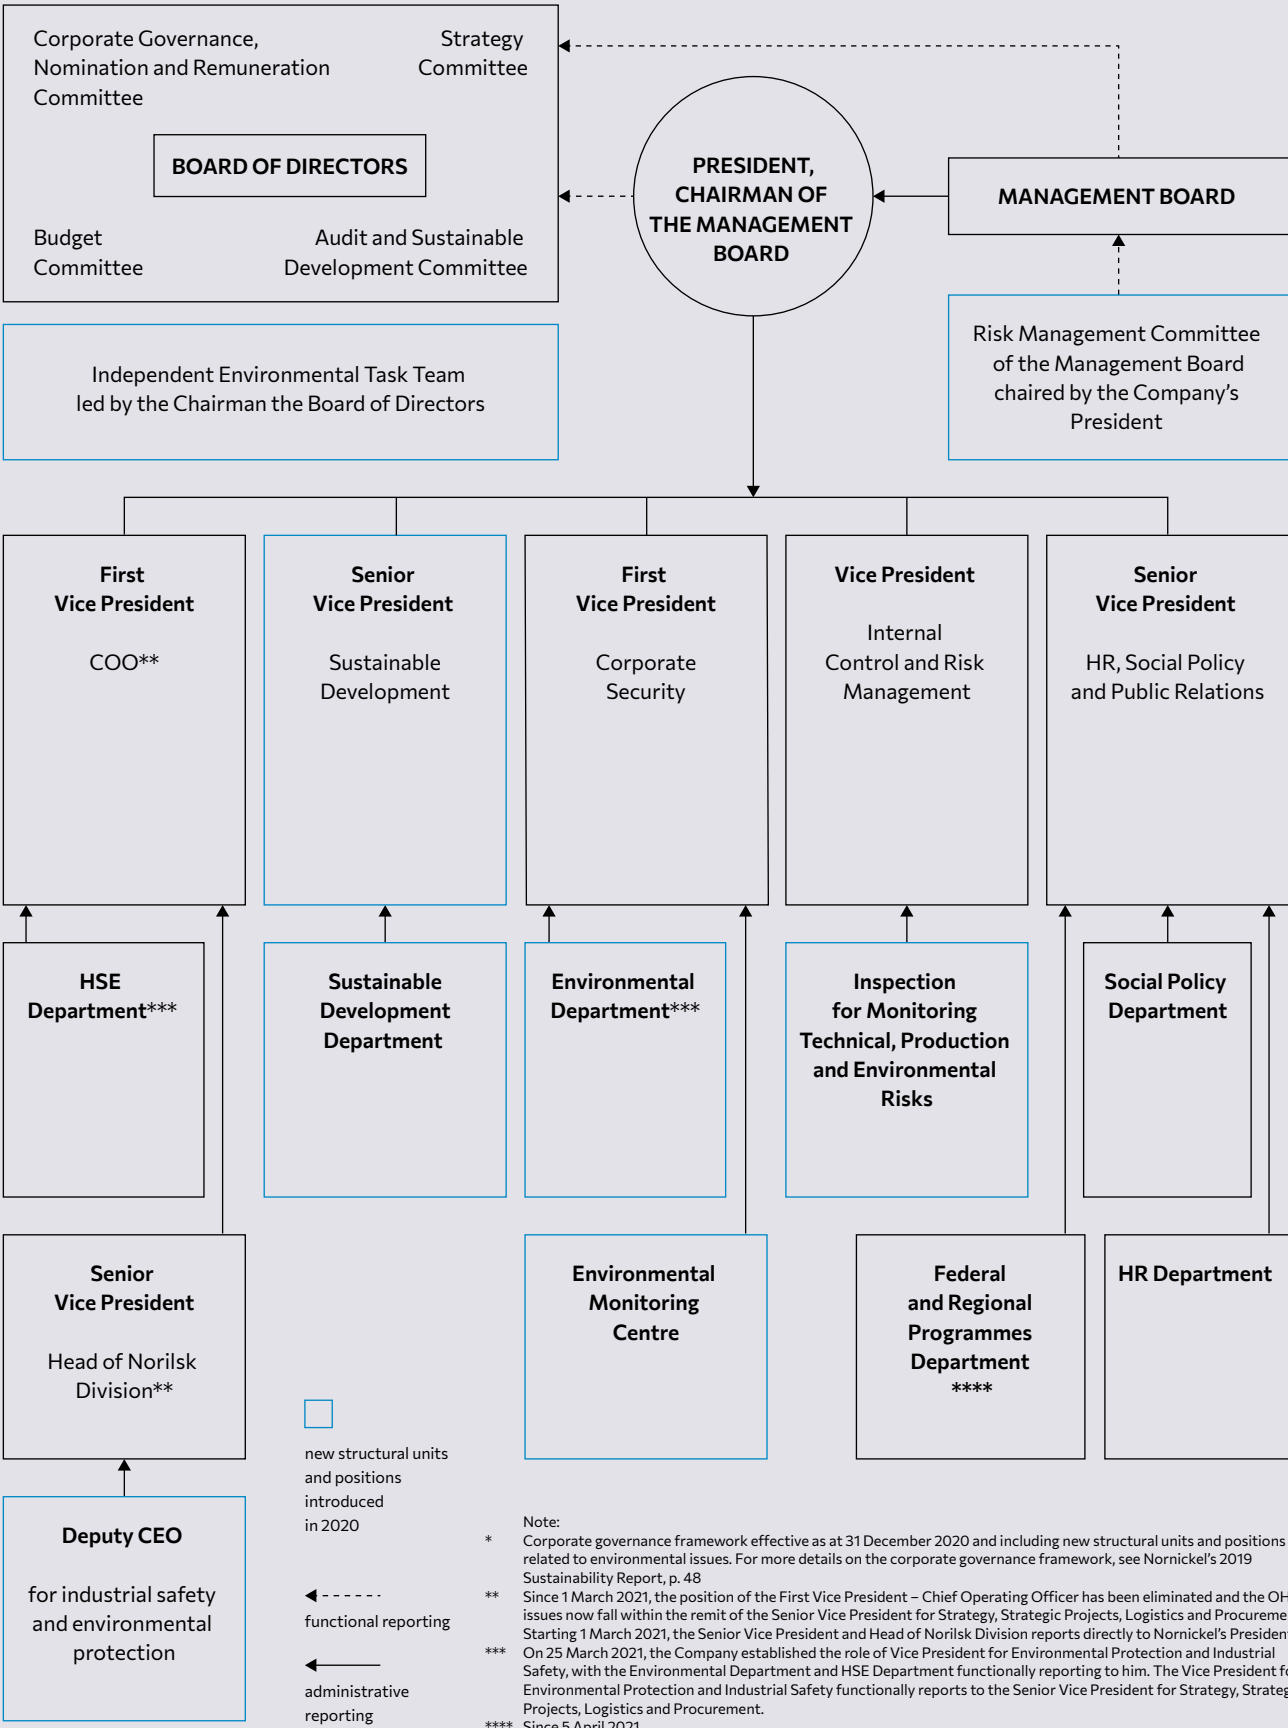 Corporate Governance,
Nomination and Remuneration
Committee
Strategy
Committee
BOARD OF DIRECTORS
Budget
Committee
Audit and Sustainable
Development Committee
PRESIDENT,
CHAIRMAN OF
THE MANAGEMENT
BOARD
MANAGEMENT BOARD
Independent Environmental Task Team
led by the Chairman the Board of Directors
Risk Management Committee
of the Management Board
chaired by the Company’s
President
First
Vice President
COO**
Senior
Vice President
Sustainable
Development
First
Vice President
Corporate
Security
Vice President
Internal
Control and Risk
Management
Senior
Vice President
HR, Social Policy
and Public Relations
HSE
Department***
Sustainable
Development
Department
Environmental
Department***
Inspection
for Monitoring
Technical, Production
and Environmental
Risks
Social Policy
Department
Senior
Vice President
Head of Norilsk
Division**
Environmental
Monitoring
Centre
Federal
and Regional
Programmes
Department
****
HR Department
Deputy CEO
for industrial safety
and environmental
protection
new structural units
and positions
introduced
in 2020
functional reporting
administrative
reporting
Note:
* Corporate governance framework effective as at 31 December 2020 and including new structural units and positions
related to environmental issues. For more details on the corporate governance framework, see Nornickel’s 2019
Sustainability Report, p. 48
** Since 1 March 2021, the position of the First Vice President – Chief Operating Officer has been eliminated and the
issues now fall within the remit of the Senior Vice President for Strategy, Strategic Projects, Logistics and
Starting 1 March 2021, the Senior Vice President and Head of Norilsk Division reports directly to Nornickel’s President
*** On 25 March 2021, the Company established the role of Vice President for Environmental Protection and Industrial
Safety, with the Environmental Department and HSE Department functionally reporting to him. The Vice President
Environmental Protection and Industrial Safety functionally reports to the Senior Vice President for Strategy,
Projects, Logistics and Procurement.
**** Since 5 April 2021